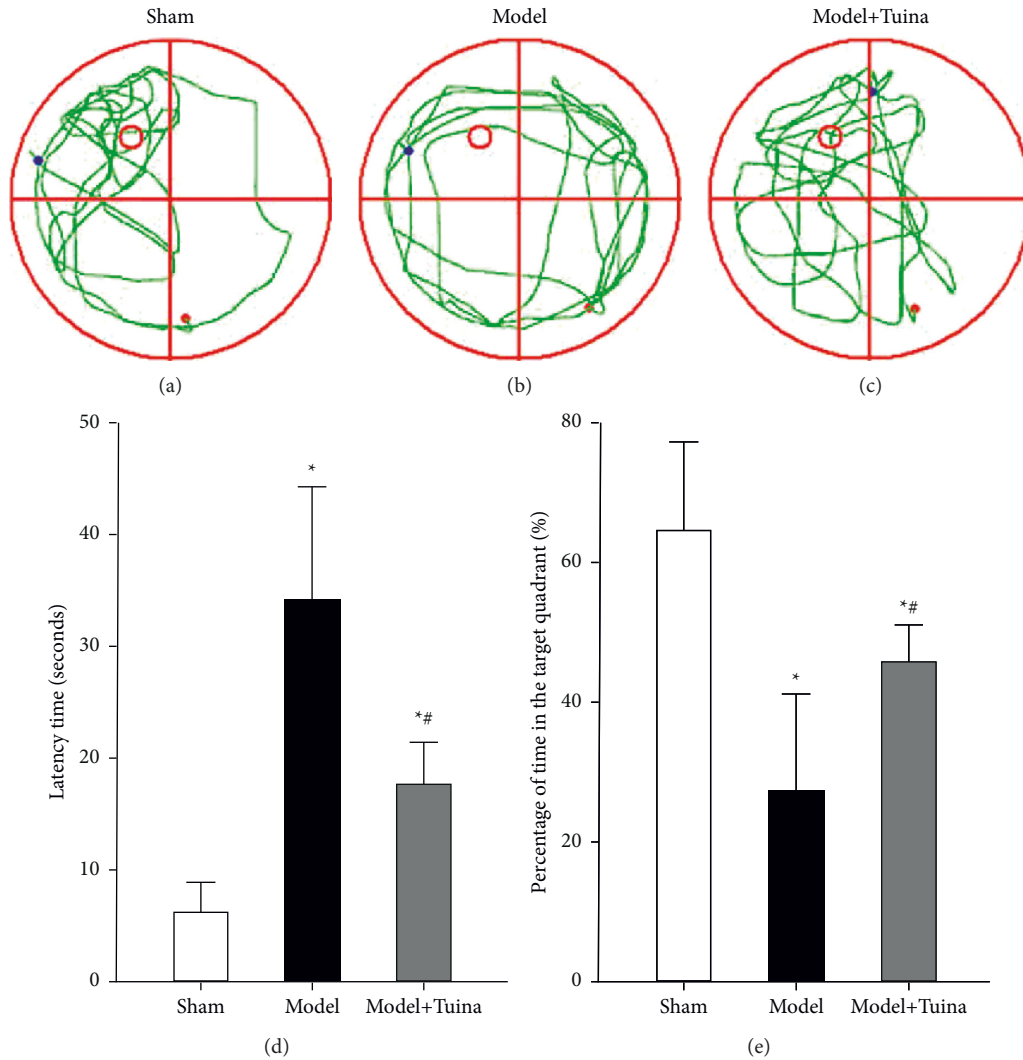 Sham
Model
Model+Tuina
(a)
(b)
(c)
50
40
30
20
10
0
Latency time (seconds)
*
*#
Sham
Model
Model+Tuina
(d)
80
60
40
20
0
Percentage of time in the target quadrant (%)
*
*#
Sham
Model
Model+Tuina
(e)